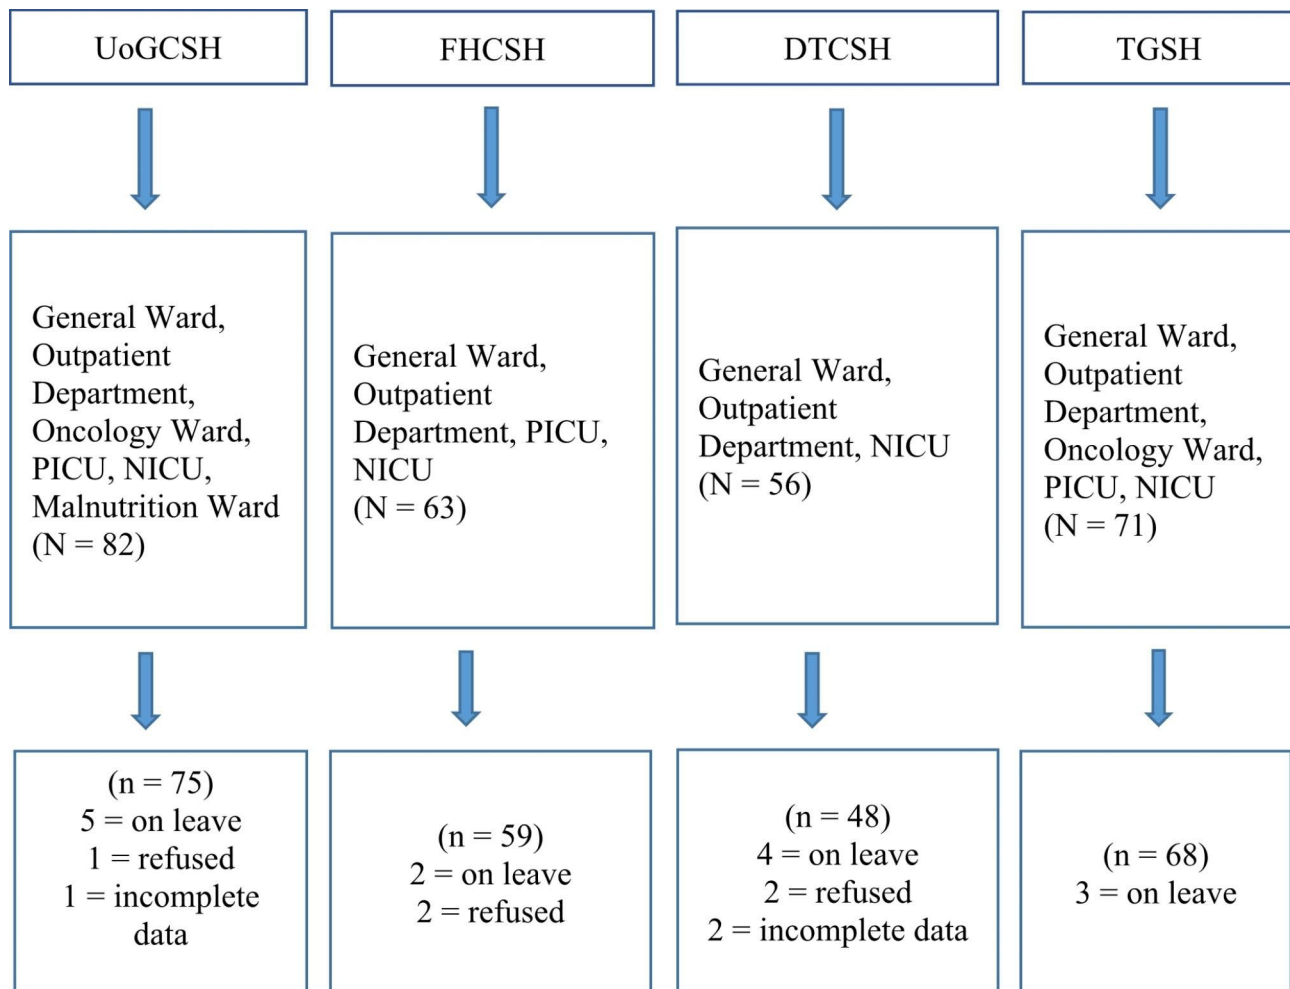 UoGCSH
FHCSH
DTCSH
TGSH
General Ward,
Outpatient
Department,
Oncology Ward,
PICU, NICU,
Malnutrition Ward
(N = 82)
General Ward,
Outpatient
Department, PICU,
NICU
(N = 63)
General Ward,
Outpatient
Department, NICU
(N = 56)
General Ward,
Outpatient
Department,
Oncology Ward,
PICU, NICU
(N = 71)
(n = 75)
5 = on leave
1 = refused
1 = incomplete
data
(n = 59)
2 = on leave
2 = refused
(n = 48)
4 = on leave
2 = refused
2 = incomplete data
(n = 68)
3 = on leave